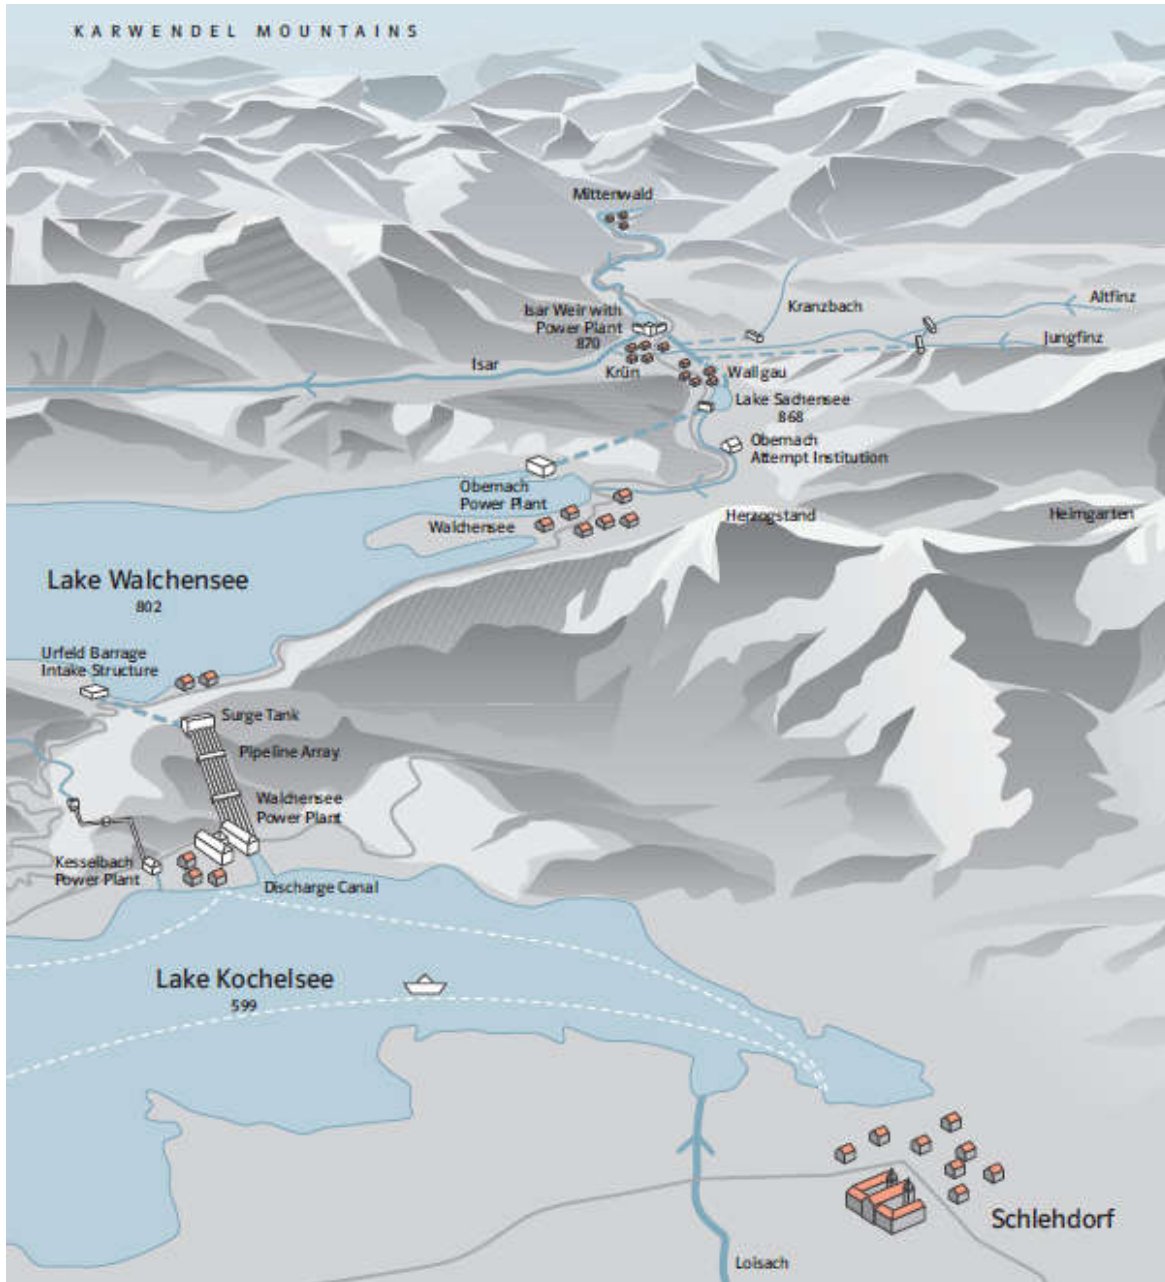 KARWENDEL MOUNTAINS
Mittenwald
Altfinz
Kranzbach
Isar Weir with
Power Plant
870
Jungfinz
Isar
Krün
Wallgau
Lake Sachensee
868
Obernach
Attempt Institution
Obernach
Power Plant
Walchensee
Herzogstand
Heimgarten
Lake Walchensee
802
Urfeld Barrage
Intake Structure
Surge Tank
Pipeline Array
Walchensee
Power Plant
Kesselbach
Power Plant
Discharge Canal
Lake Kochelsee
599
Schlehdorf
Loisach